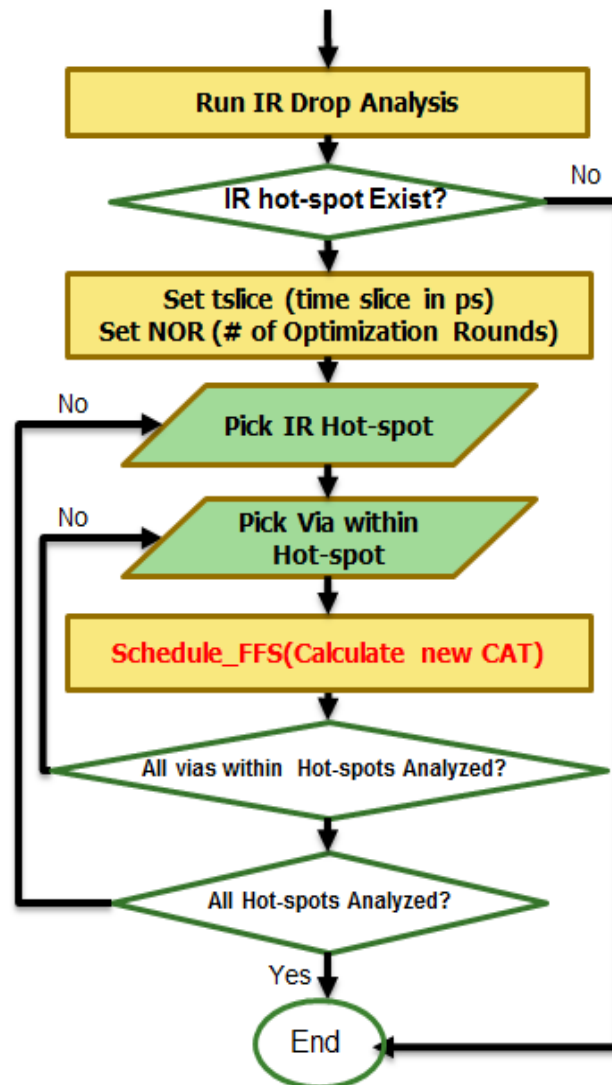 Run IR Drop Analysis
IR hot-spot Exist?
No
Set tslice (time slice in ps)
Set NOR (# of Optimization Rounds)
No
Pick IR Hot-spot
No
Pick Via within
Hot-spot
Schedule_FFS(Calculate new CAT)
All vias within Hot-spots Analyzed?
All Hot-spots Analyzed?
Yes
End